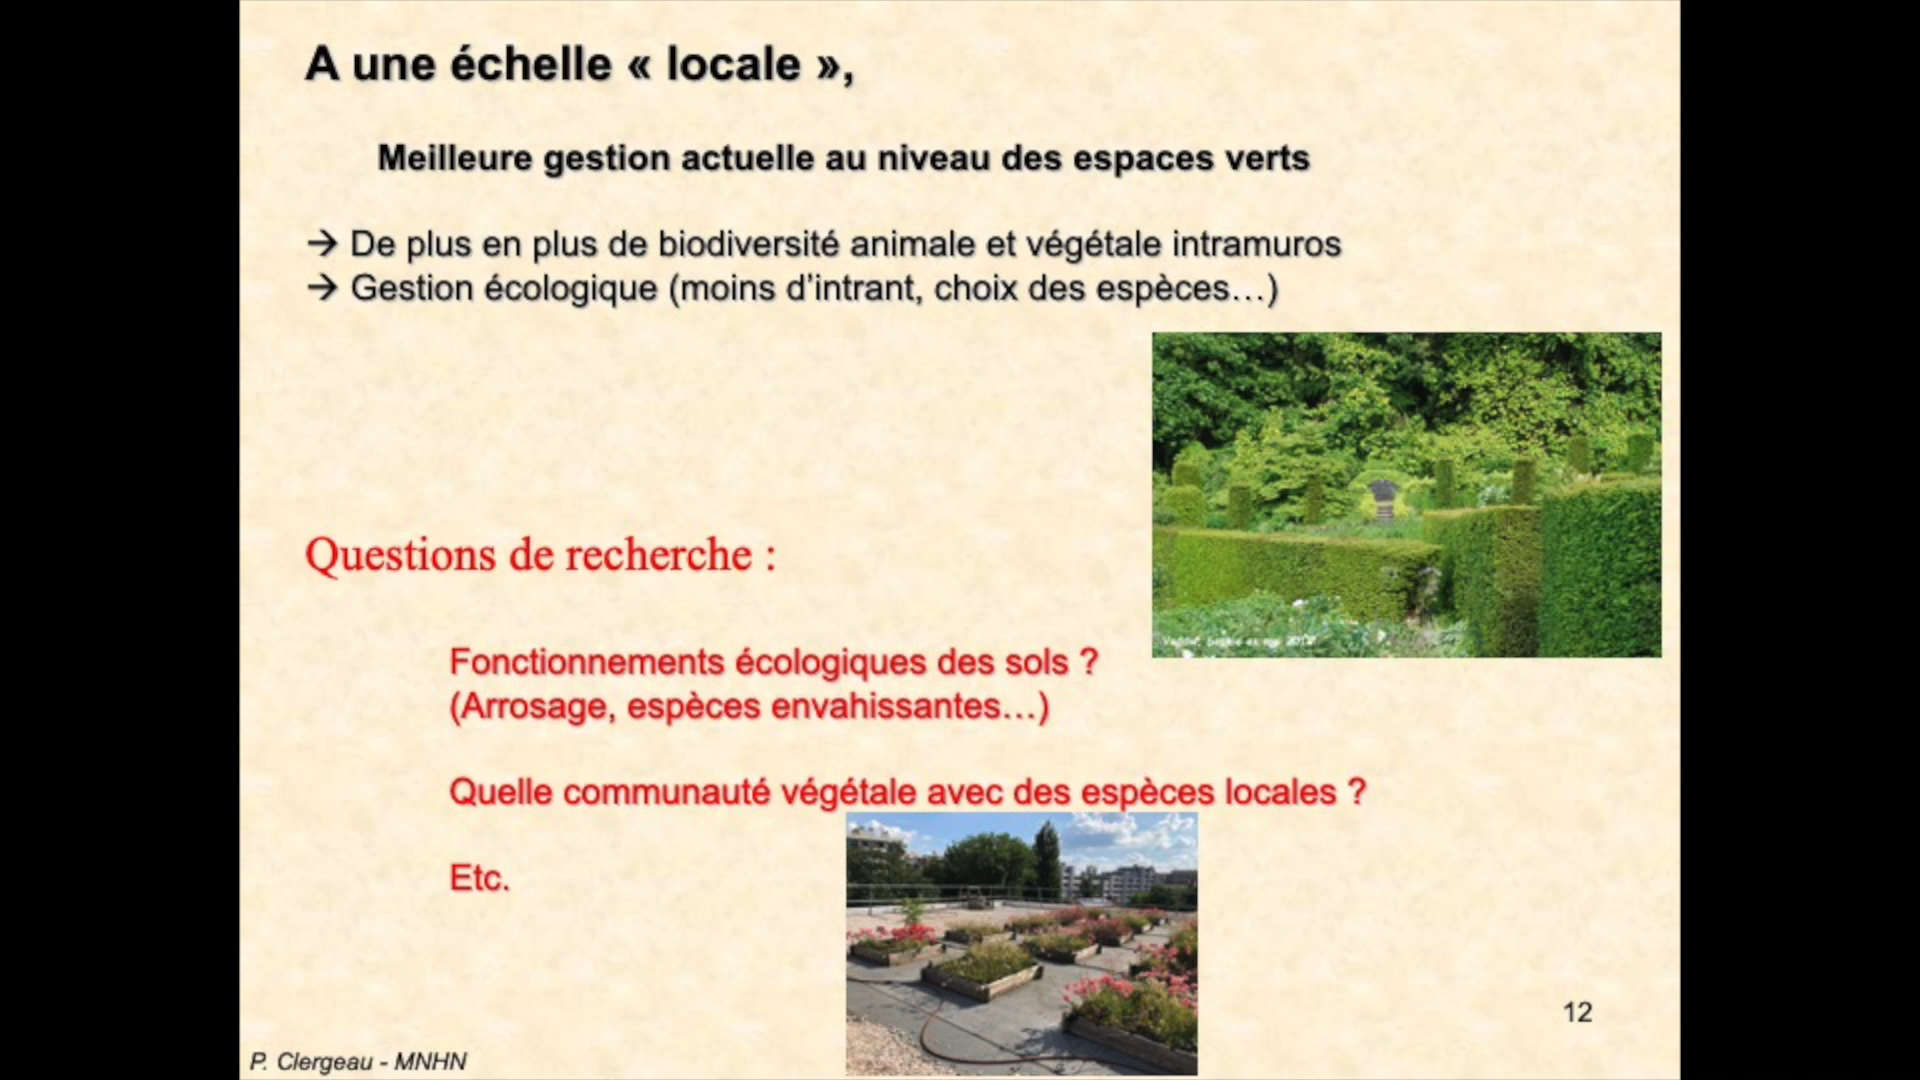 A une échelle « locale »,
Meilleure gestion actuelle au niveau des espaces verts
→ De plus en plus de biodiversité animale et végétale intramuros
→ Gestion écologique (moins d’intrant, choix des espèces…)
Questions de recherche :
Fonctionnements écologiques des sols ?
(Arrosage, espèces envahissantes…)
Quelle communauté végétale avec des espèces locales ?
Etc.
12
P. Clergeau - MNHN